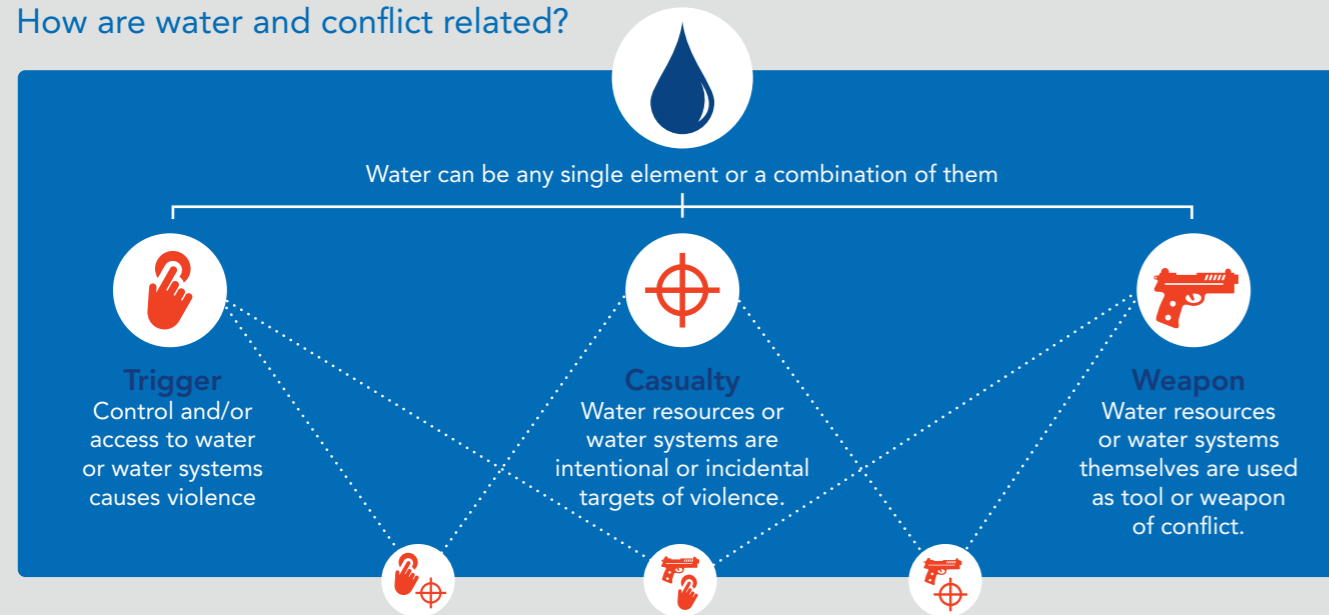 How are water and conflict related?
Water can be any single element or a combination of them
Trigger
Control and/or
access to water
or water systems
causes violence
Casualty
Water resources or
water systems are
intentional or incidental
targets of violence.
Weapon
Water resources
or water systems
themselves are used
as tool or weapon
of conflict.